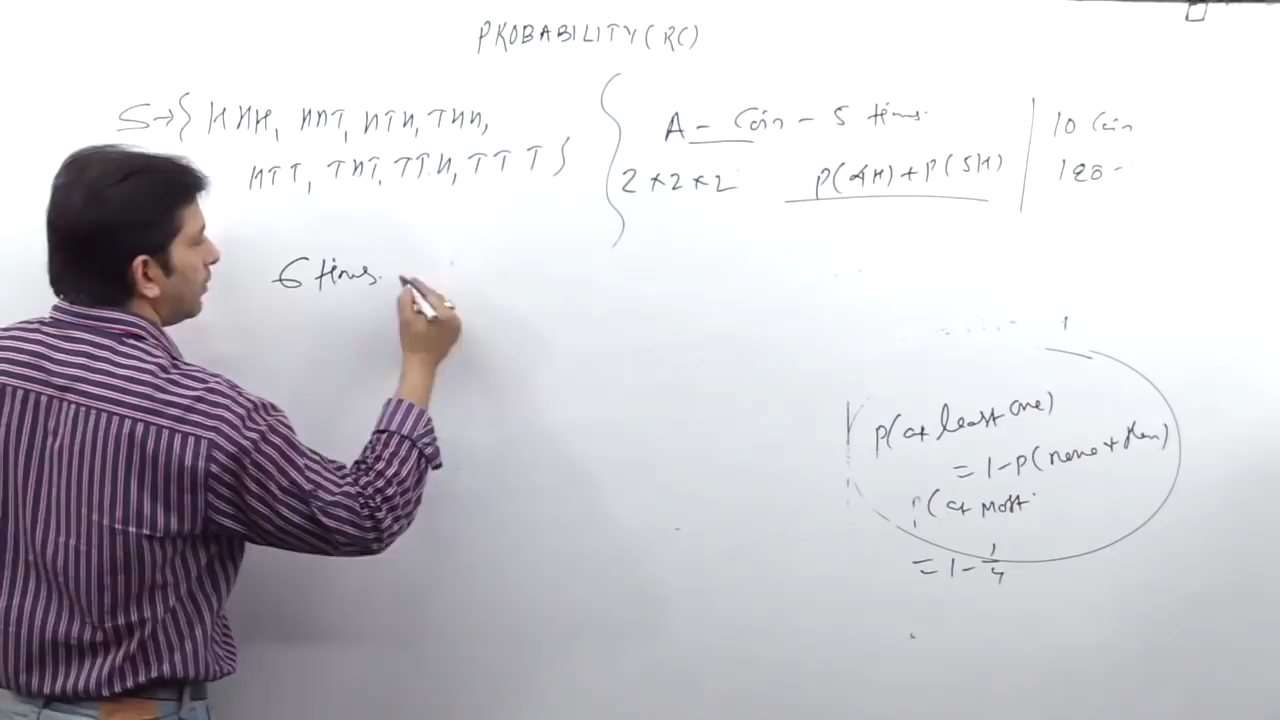 PROBABILITY (RC)
S→{ HHH, HHT, HTH, THH,
HTT, THT, TTH, TTT }
A - Coin - 5 times.
2×2×2 P(4H)+P(5H)
10 Coin
6 times.
P(at least one)
= 1-P(none of them)
P(at most
= 1-1/4